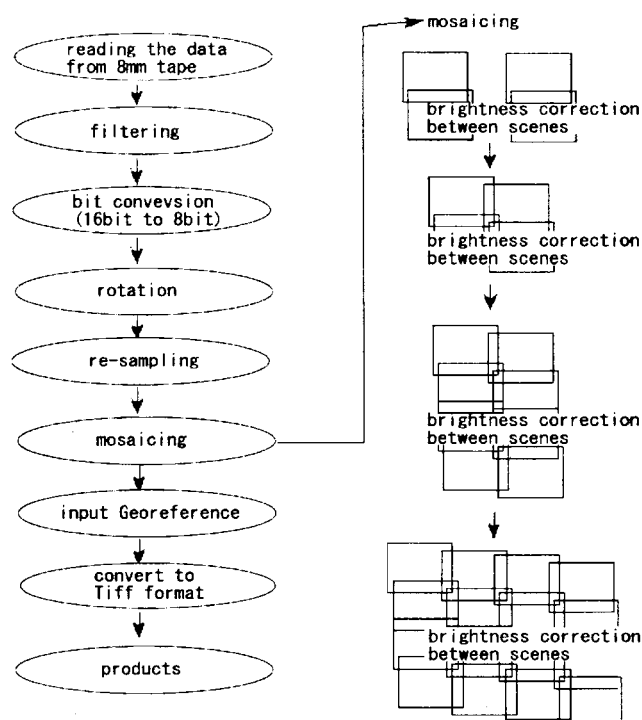 reading the data
from 8mm tape
filtering
bit convevsion
(16bit to 8bit)
rotation
re-sampling
mosaicing
input Georeference
convert to
Tiff format
products
mosaicing
brightness correction
between scenes
brightness correction
between scenes
brightness correction
between scenes
brightness correction
between scenes